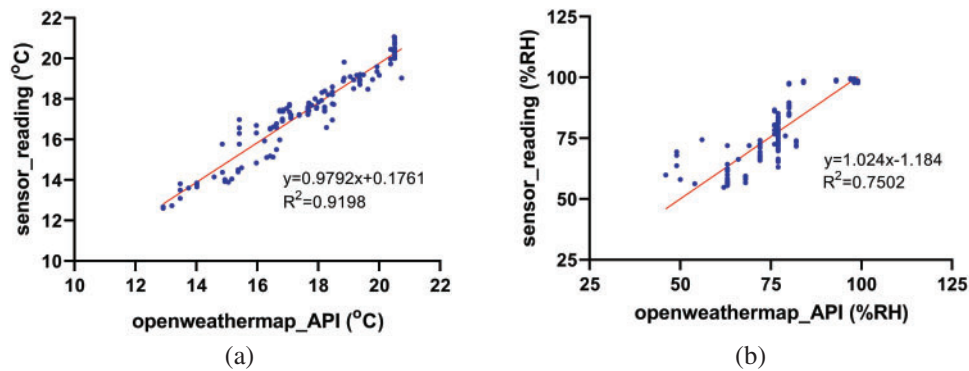 sensor_reading (°C)
22
20
18
16
14
12
10
10 12 14 16 18 20 22
y=0.9792x+0.1761
R²=0.9198
openweathermap_API (°C)
(a)
sensor_reading (%RH)
125
100
75
50
25
25 50 75 100 125
y=1.024x-1.184
R²=0.7502
openweathermap_API (%RH)
(b)